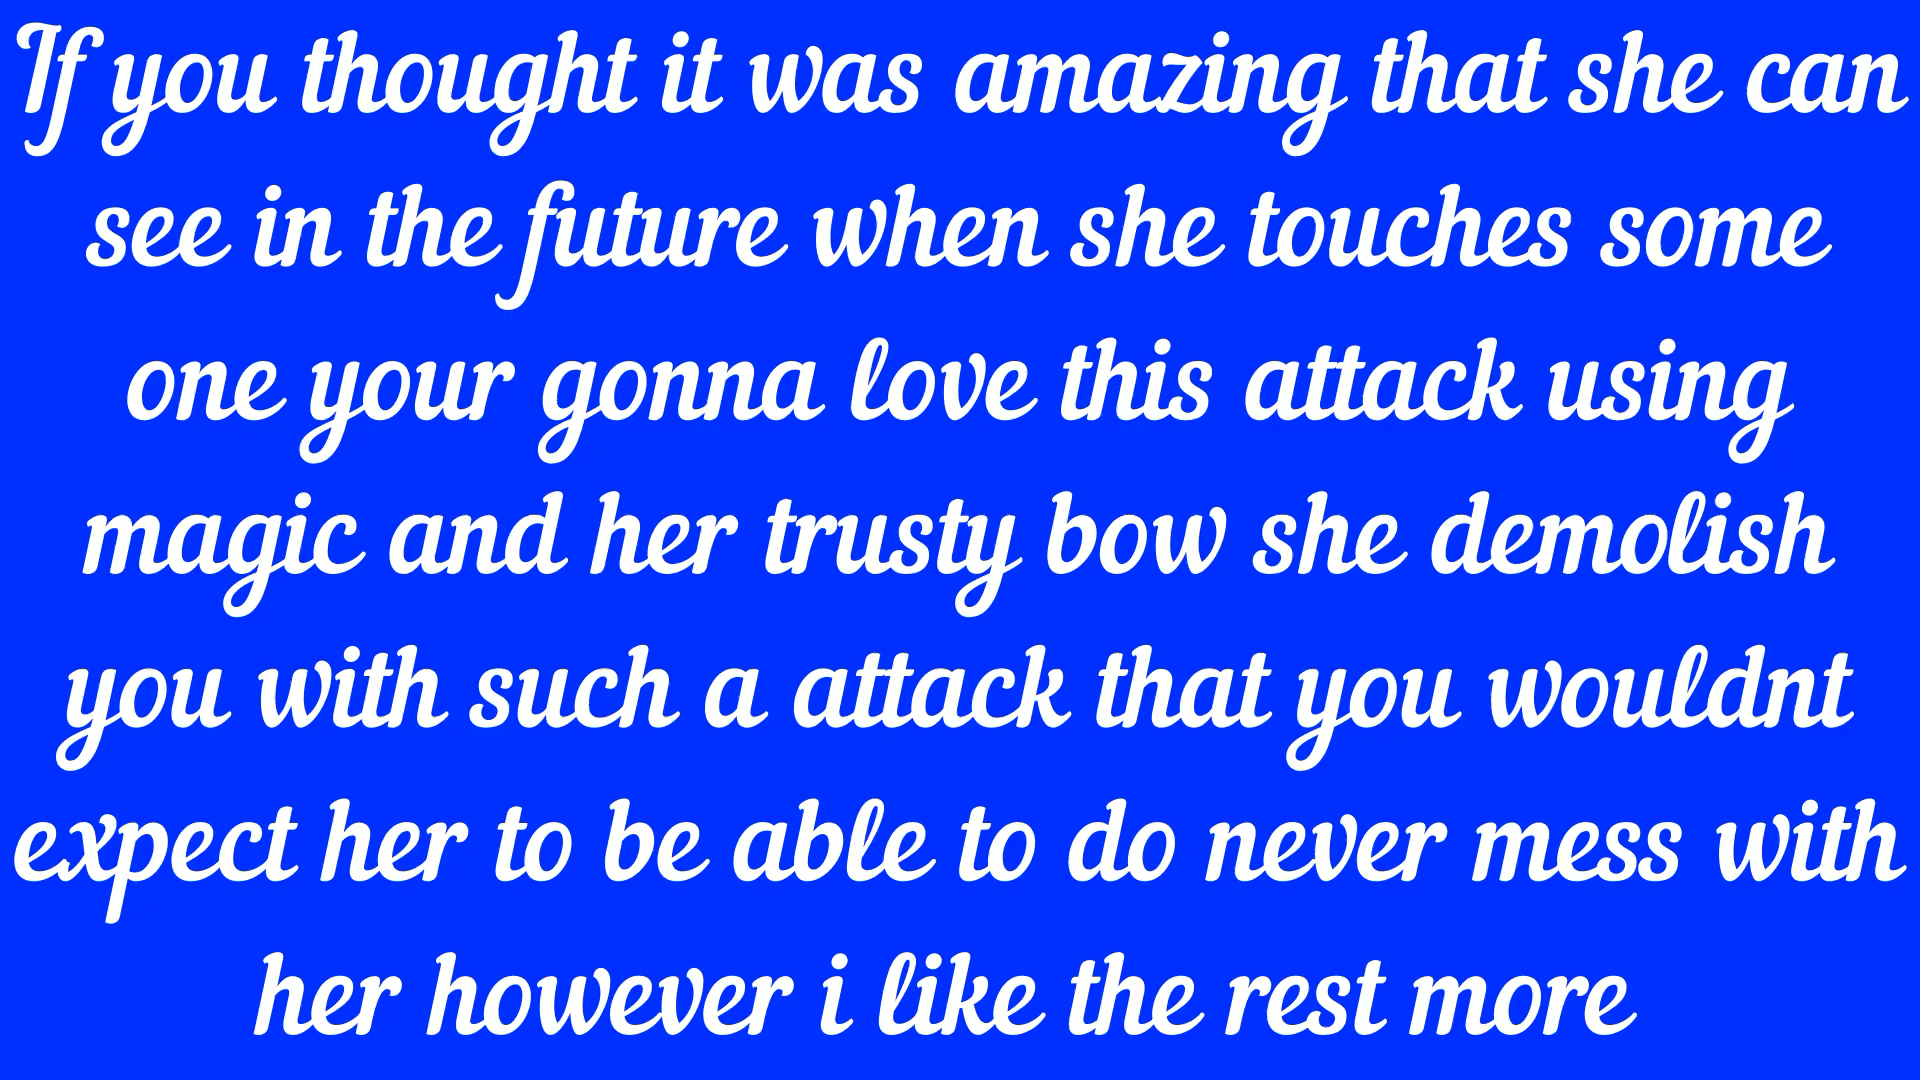 If you thought it was amazing that she can
see in the future when she touches some
one your gonna love this attack using
magic and her trusty bow she demolish
you with such a attack that you wouldnt
expect her to be able to do never mess with
her however i like the rest more